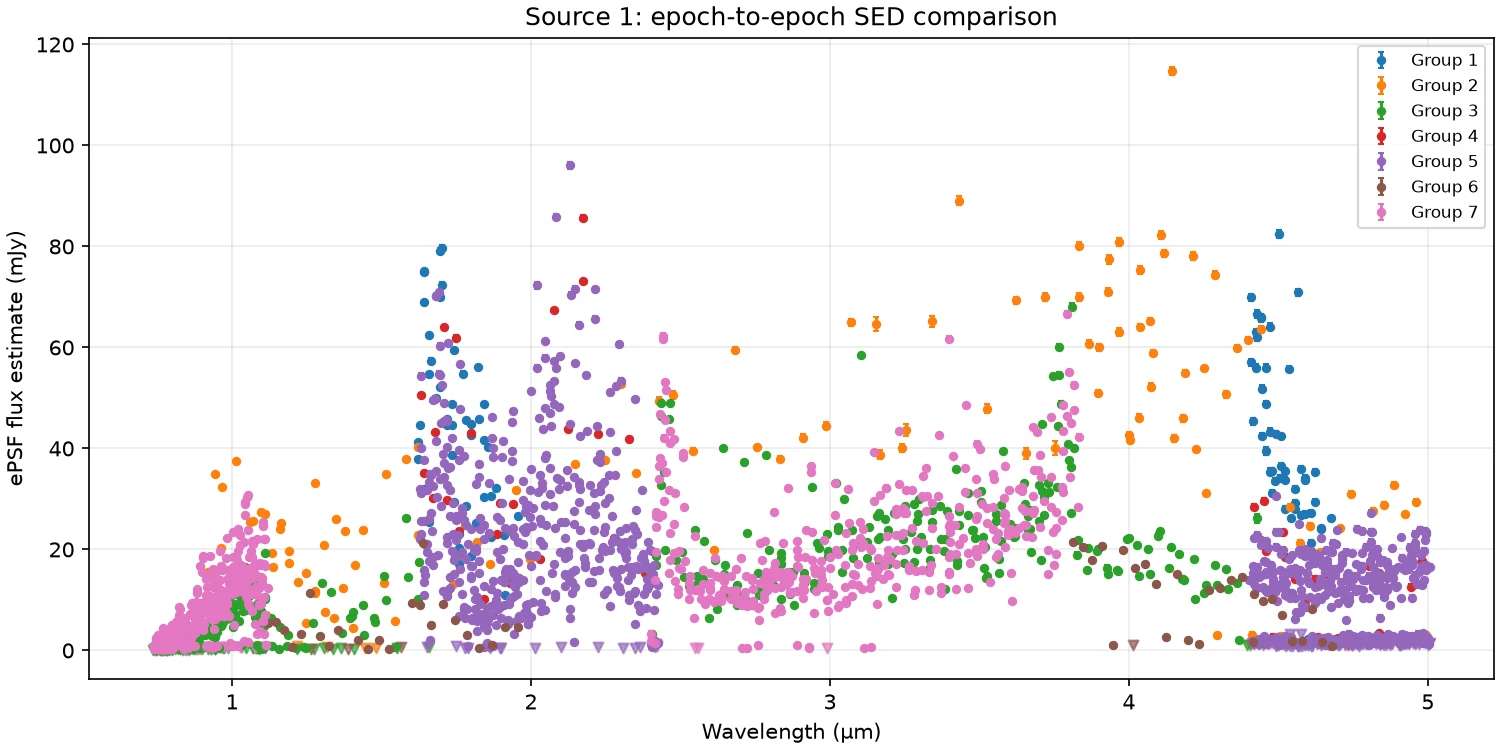 Source 1: epoch-to-epoch SED comparison
ePSF flux estimate (mJy)
120
100
80
60
40
20
0
Group 1
Group 2
Group 3
Group 4
Group 5
Group 6
Group 7
1 2 3 4 5
Wavelength (μm)